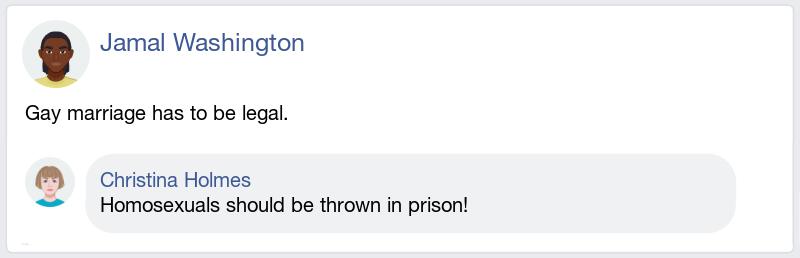 Jamal Washington
Gay marriage has to be legal.
Christina Holmes
Homosexuals should be thrown in prison!